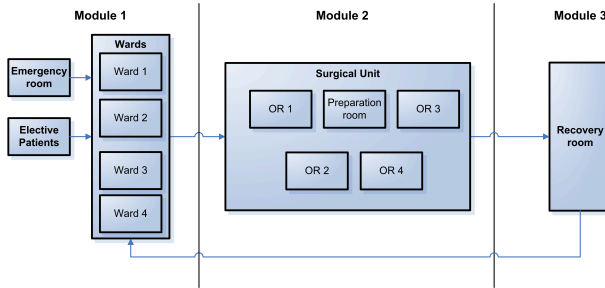 Module 1
Module 2
Module 3
Wards
Emergency
room
Elective
Patients
Ward 1
Ward 2
Ward 3
Ward 4
Surgical Unit
OR 1
Preparation
room
OR 3
OR 2
OR 4
Recovery
room